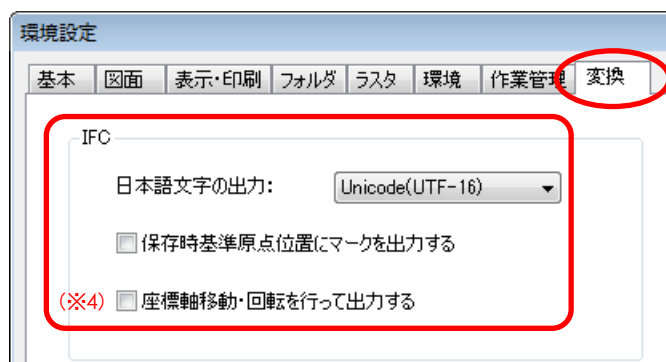 環境設定
基本 図面 表示・印刷 フォルダ ラスタ 環境 作業管理 変換
IFC
日本語文字の出力: Unicode(UTF-16)
保存時基準原点位置にマークを出力する
(※4) 座標軸移動・回転を行って出力する